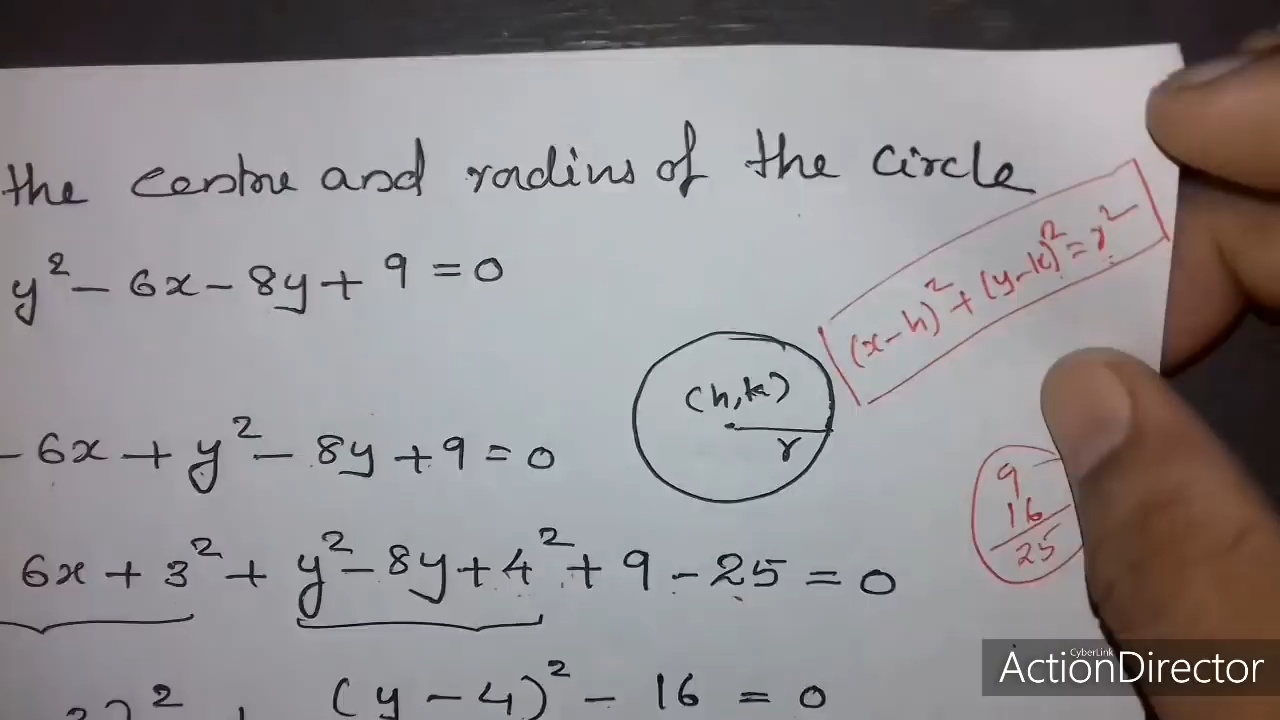 the centre and radius of the circle
y² - 6x - 8y + 9 = 0
(x-h)² + (y-k)² = r²
(h,k)
r
- 6x + y² - 8y + 9 = 0
9
16
25
6x + 3² + y² - 8y + 4² + 9 - 25 = 0
(y - 4)² - 16 = 0
CyberLink
ActionDirector